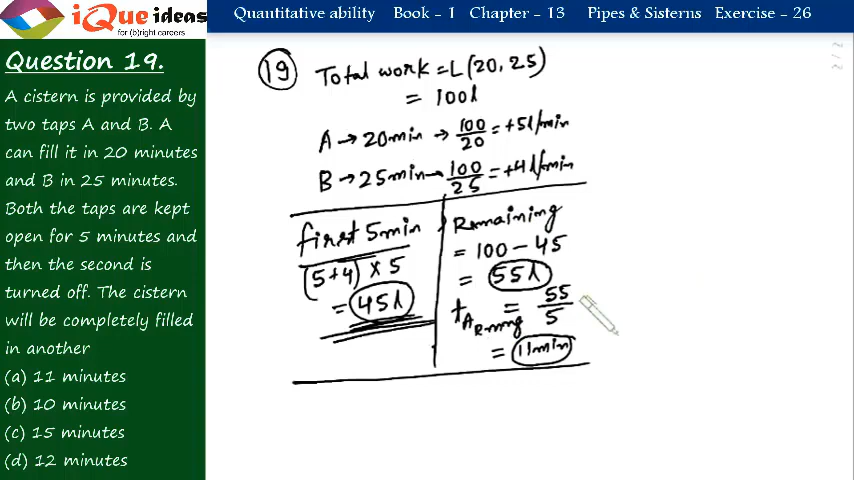 iQue ideas
for (b)right careers
Quantitative ability Book - 1 Chapter - 13 Pipes & Sisterns Exercise - 26
Question 19.
A cistern is provided by
two taps A and B. A
can fill it in 20 minutes
and B in 25 minutes.
Both the taps are kept
open for 5 minutes and
then the second is
turned off. The cistern
will be completely filled
in another
(a) 11 minutes
(b) 10 minutes
(c) 15 minutes
(d) 12 minutes
19 Total work = L(20, 25)
= 100l
A → 20min → 100/20 = +5l/min
B → 25min → 100/25 = +4l/min
first 5min
(5+4) × 5
= 45l
Remaining
= 100 - 45
= 55l
tA Rmng = 55/5
= 11min
2/2